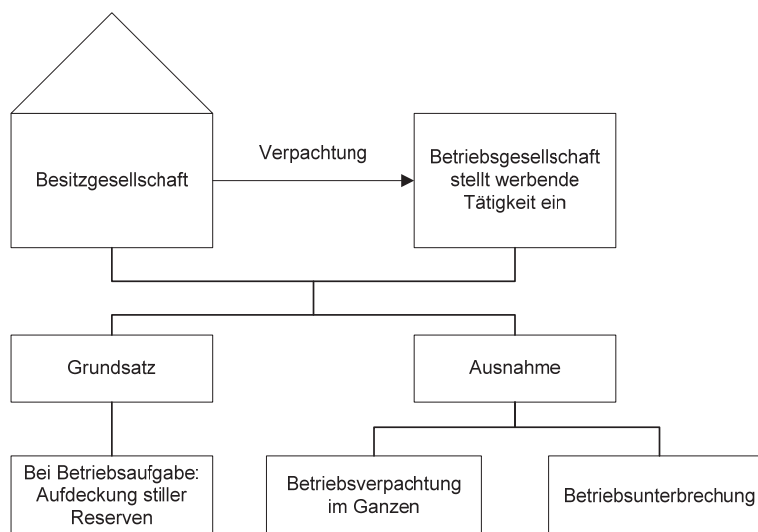 Besitzgesellschaft
Verpachtung
Betriebsgesellschaft
stellt werbende
Tätigkeit ein
Grundsatz
Ausnahme
Bei Betriebsaufgabe:
Aufdeckung stiller
Reserven
Betriebsverpachtung
im Ganzen
Betriebsunterbrechung